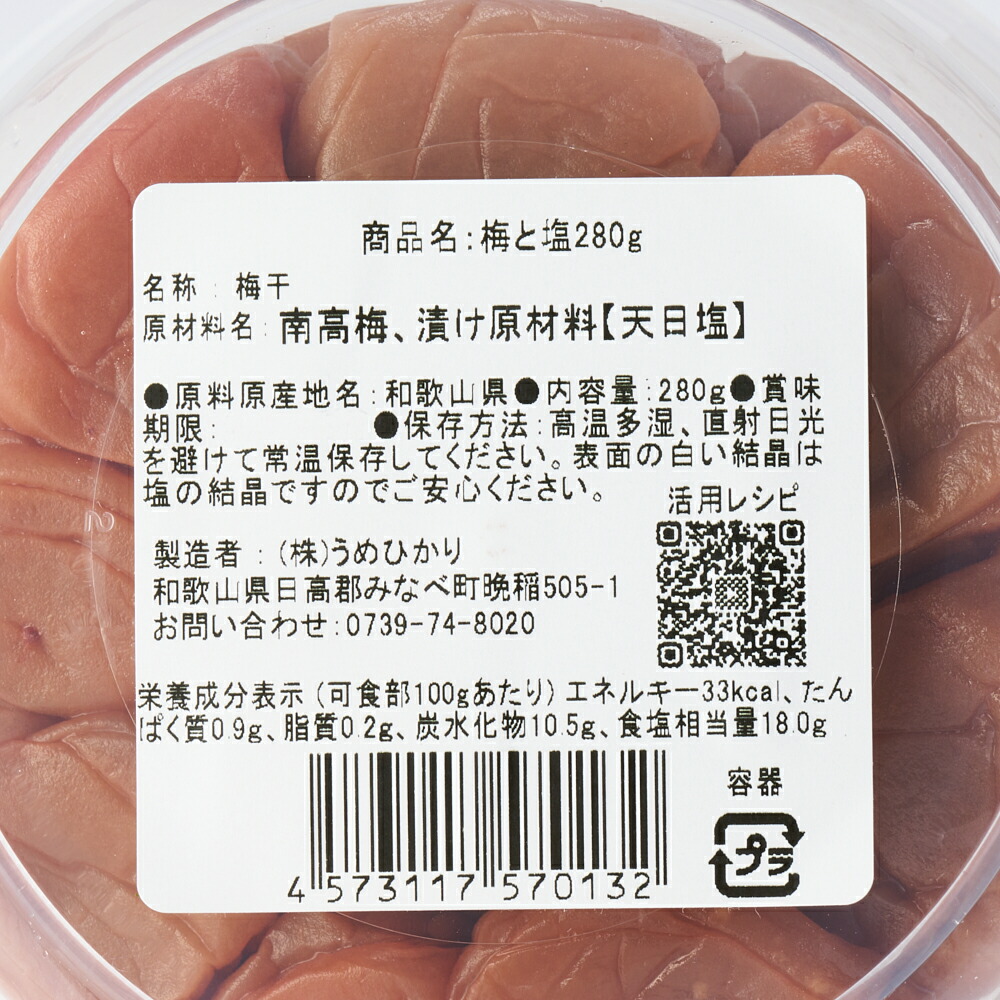 商品名:梅と塩280g
名称：梅干
原材料名：南高梅、漬け原材料【天日塩】
●原料原産地名：和歌山県●内容量：280g●賞味
期限： ●保存方法：高温多湿、直射日光
を避けて常温保存してください。表面の白い結晶は
塩の結晶ですのでご安心ください。
活用レシピ
製造者：(株)うめひかり
和歌山県日高郡みなべ町晩稲505-1
お問い合わせ：0739-74-8020
栄養成分表示（可食部100gあたり）エネルギー33kcal、たん
ぱく質0.9g、脂質0.2g、炭水化物10.5g、食塩相当量18.0g
容器
プラ
4573117570132
2